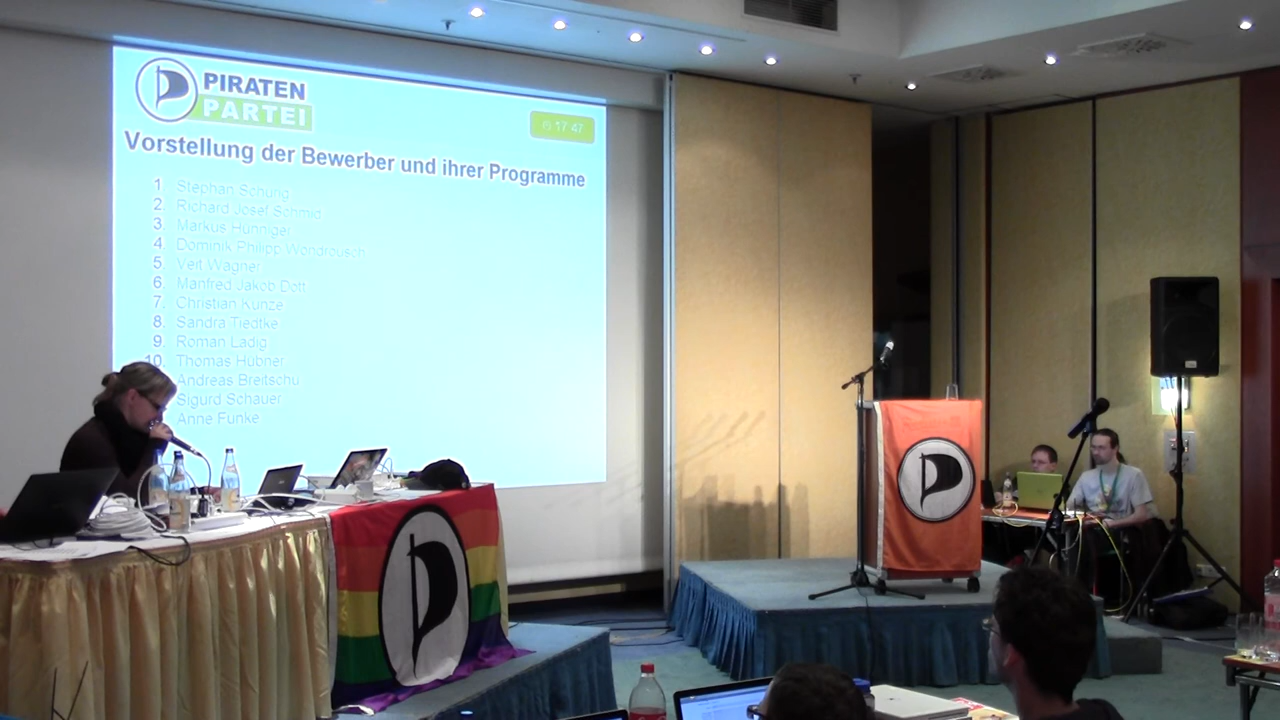 PIRATEN
PARTEI
17:47
Vorstellung der Bewerber und ihrer Programme
1 Stephan Schurig
2. Richard Josef Schmid
3. Markus Hünniger
4. Dominik Philipp Wondrousch
5. Veit Wagner
6. Manfred Jakob Dott
7. Christian Kunze
8. Sandra Tiedtke
9. Roman Ladig
10. Thomas Hübner
Andreas Breitschu
Sigurd Schauer
Anne Funke